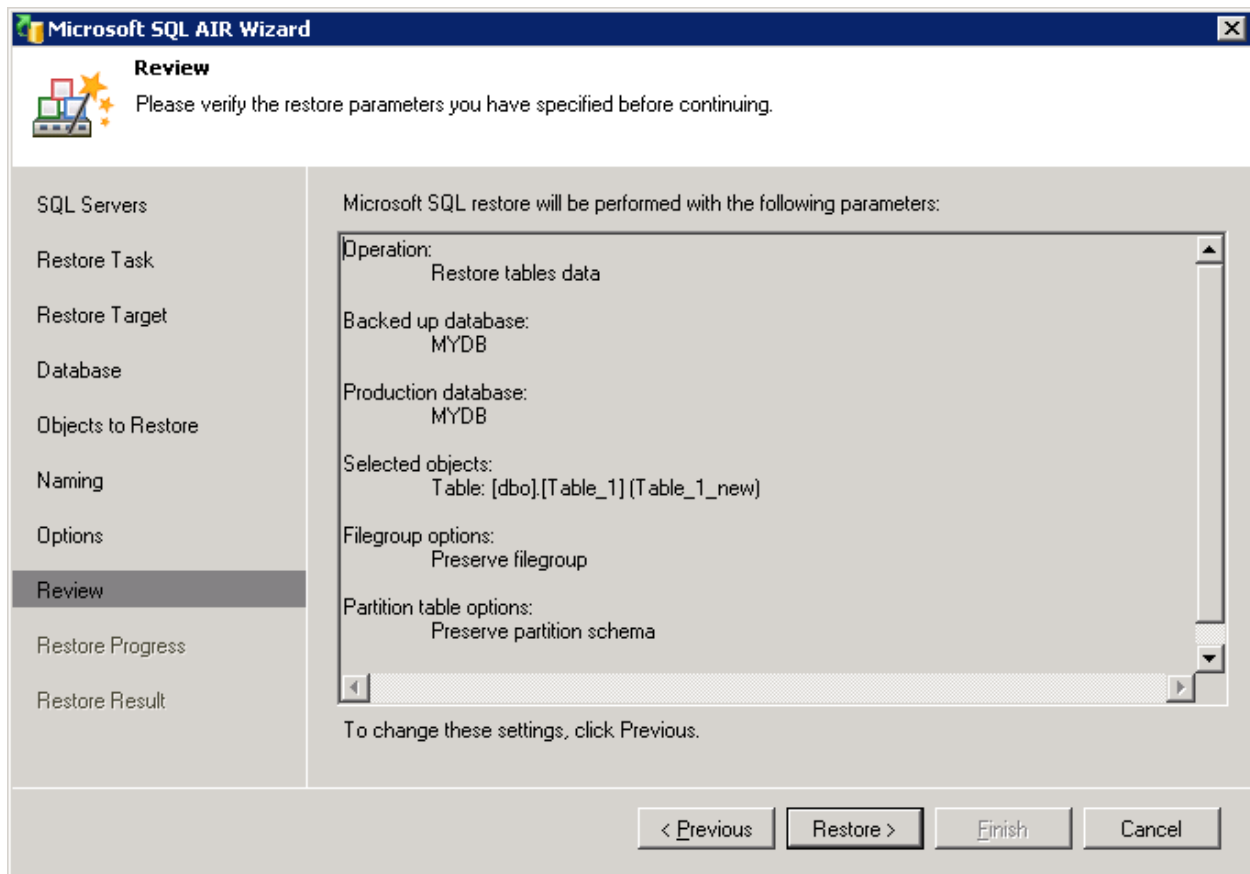 Microsoft SQL AIR Wizard
Review
Please verify the restore parameters you have specified before continuing.
SQL Servers
Restore Task
Restore Target
Database
Objects to Restore
Naming
Options
Review
Restore Progress
Restore Result
Microsoft SQL restore will be performed with the following parameters:
Operation:
Restore tables data
Backed up database:
MYDB
Production database:
MYDB
Selected objects:
Table: [dbo].[Table_1] (Table_1_new)
Filegroup options:
Preserve filegroup
Partition table options:
Preserve partition schema
To change these settings, click Previous.
< Previous
Restore >
Finish
Cancel